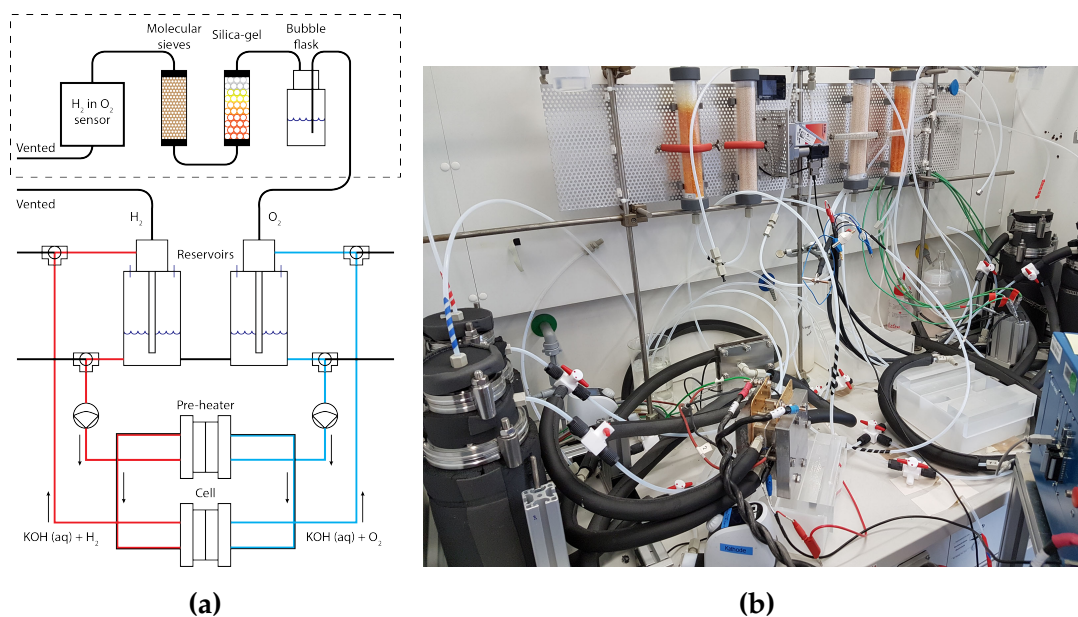 Molecular
sieves
Silica-gel
Bubble
flask
H₂ in O₂
sensor
Vented
Vented
H₂
O₂
Reservoirs
Pre-heater
Cell
KOH (aq) + H₂
KOH (aq) + O₂
Kathode
(a)
(b)